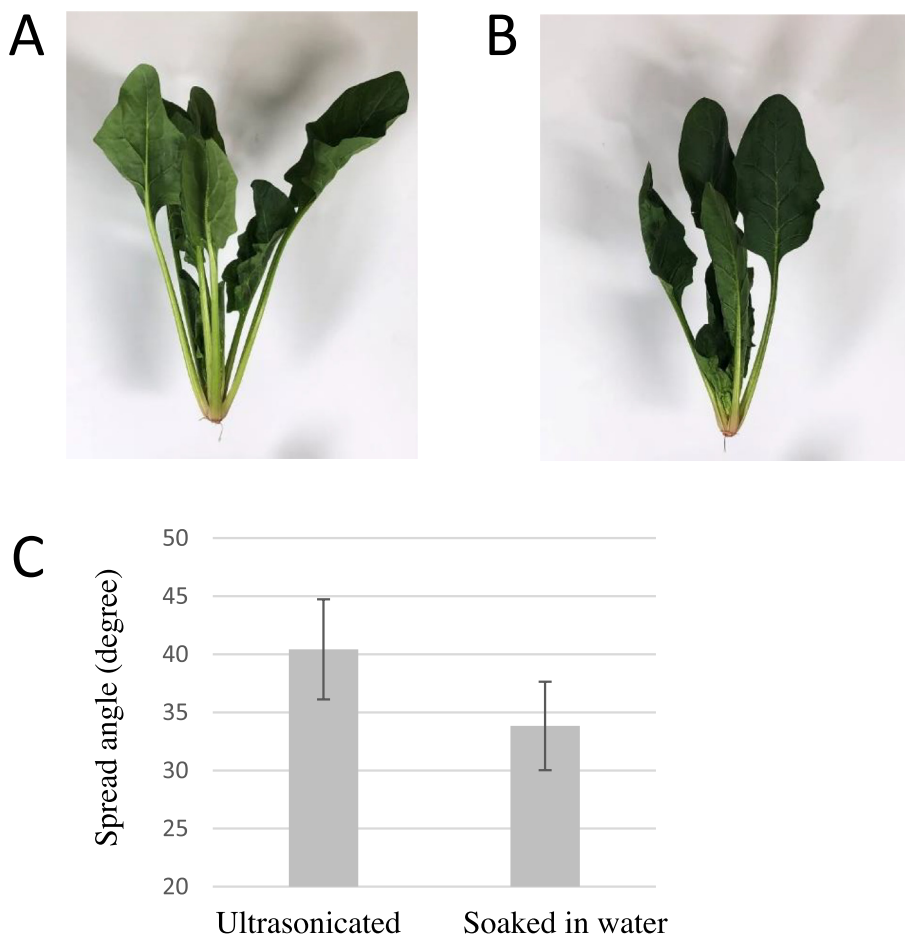 A
B
C
Spread angle (degree)
50
45
40
35
30
25
20
Ultrasonicated
Soaked in water